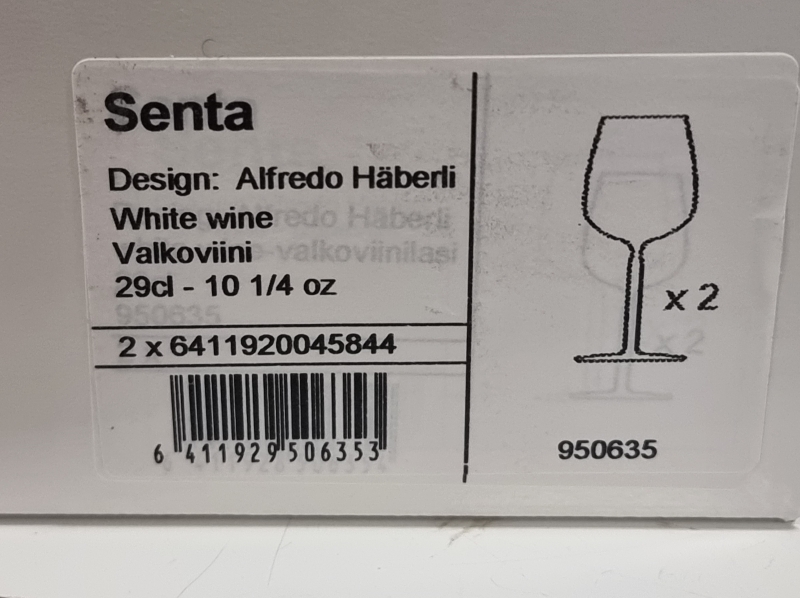 Senta
Design: Alfredo Häberli
White wine
Valkoviini
29cl - 10 1/4 oz
2 x 6411920045844
6 411929 506353
x 2
950635